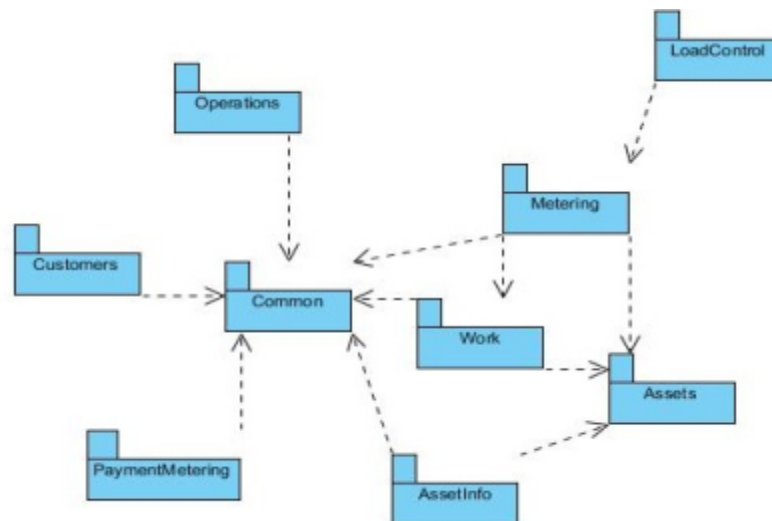 LoadControl
Operations
Metering
Customers
Common
Work
Assets
PaymentMetering
AssetInfo